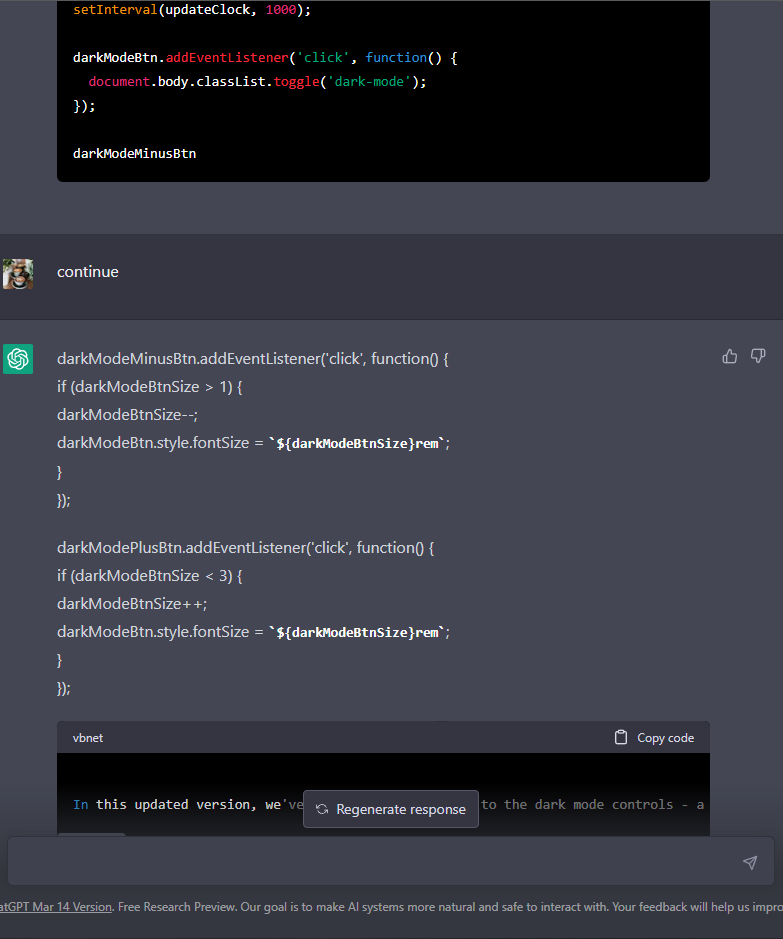 setInterval(updateClock, 1000);
darkModeBtn.addEventListener('click', function() {
document.body.classList.toggle('dark-mode');
});
darkModeMinusBtn
continue
darkModeMinusBtn.addEventListener('click', function() {
if (darkModeBtnSize > 1) {
darkModeBtnSize--;
darkModeBtn.style.fontSize = `${darkModeBtnSize}rem`;
}
});
darkModePlusBtn.addEventListener('click', function() {
if (darkModeBtnSize < 3) {
darkModeBtnSize++;
darkModeBtn.style.fontSize = `${darkModeBtnSize}rem`;
}
});
vbnet
Copy code
In this updated version, we've to the dark mode controls - a
Regenerate response
atGPT Mar 14 Version. Free Research Preview. Our goal is to make AI systems more natural and safe to interact with. Your feedback will help us impro